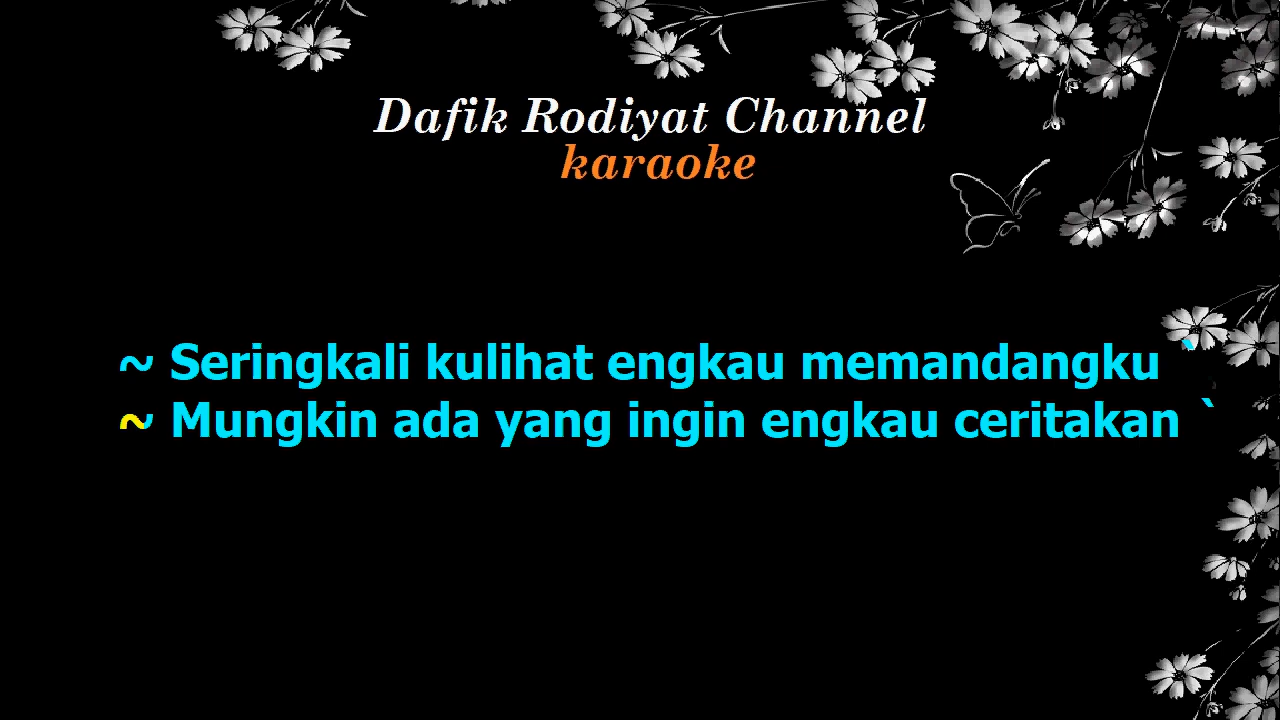 Dafik Rodiyat Channel
karaoke
~ Seringkali kulihat engkau memandangku `
~ Mungkin ada yang ingin engkau ceritakan `